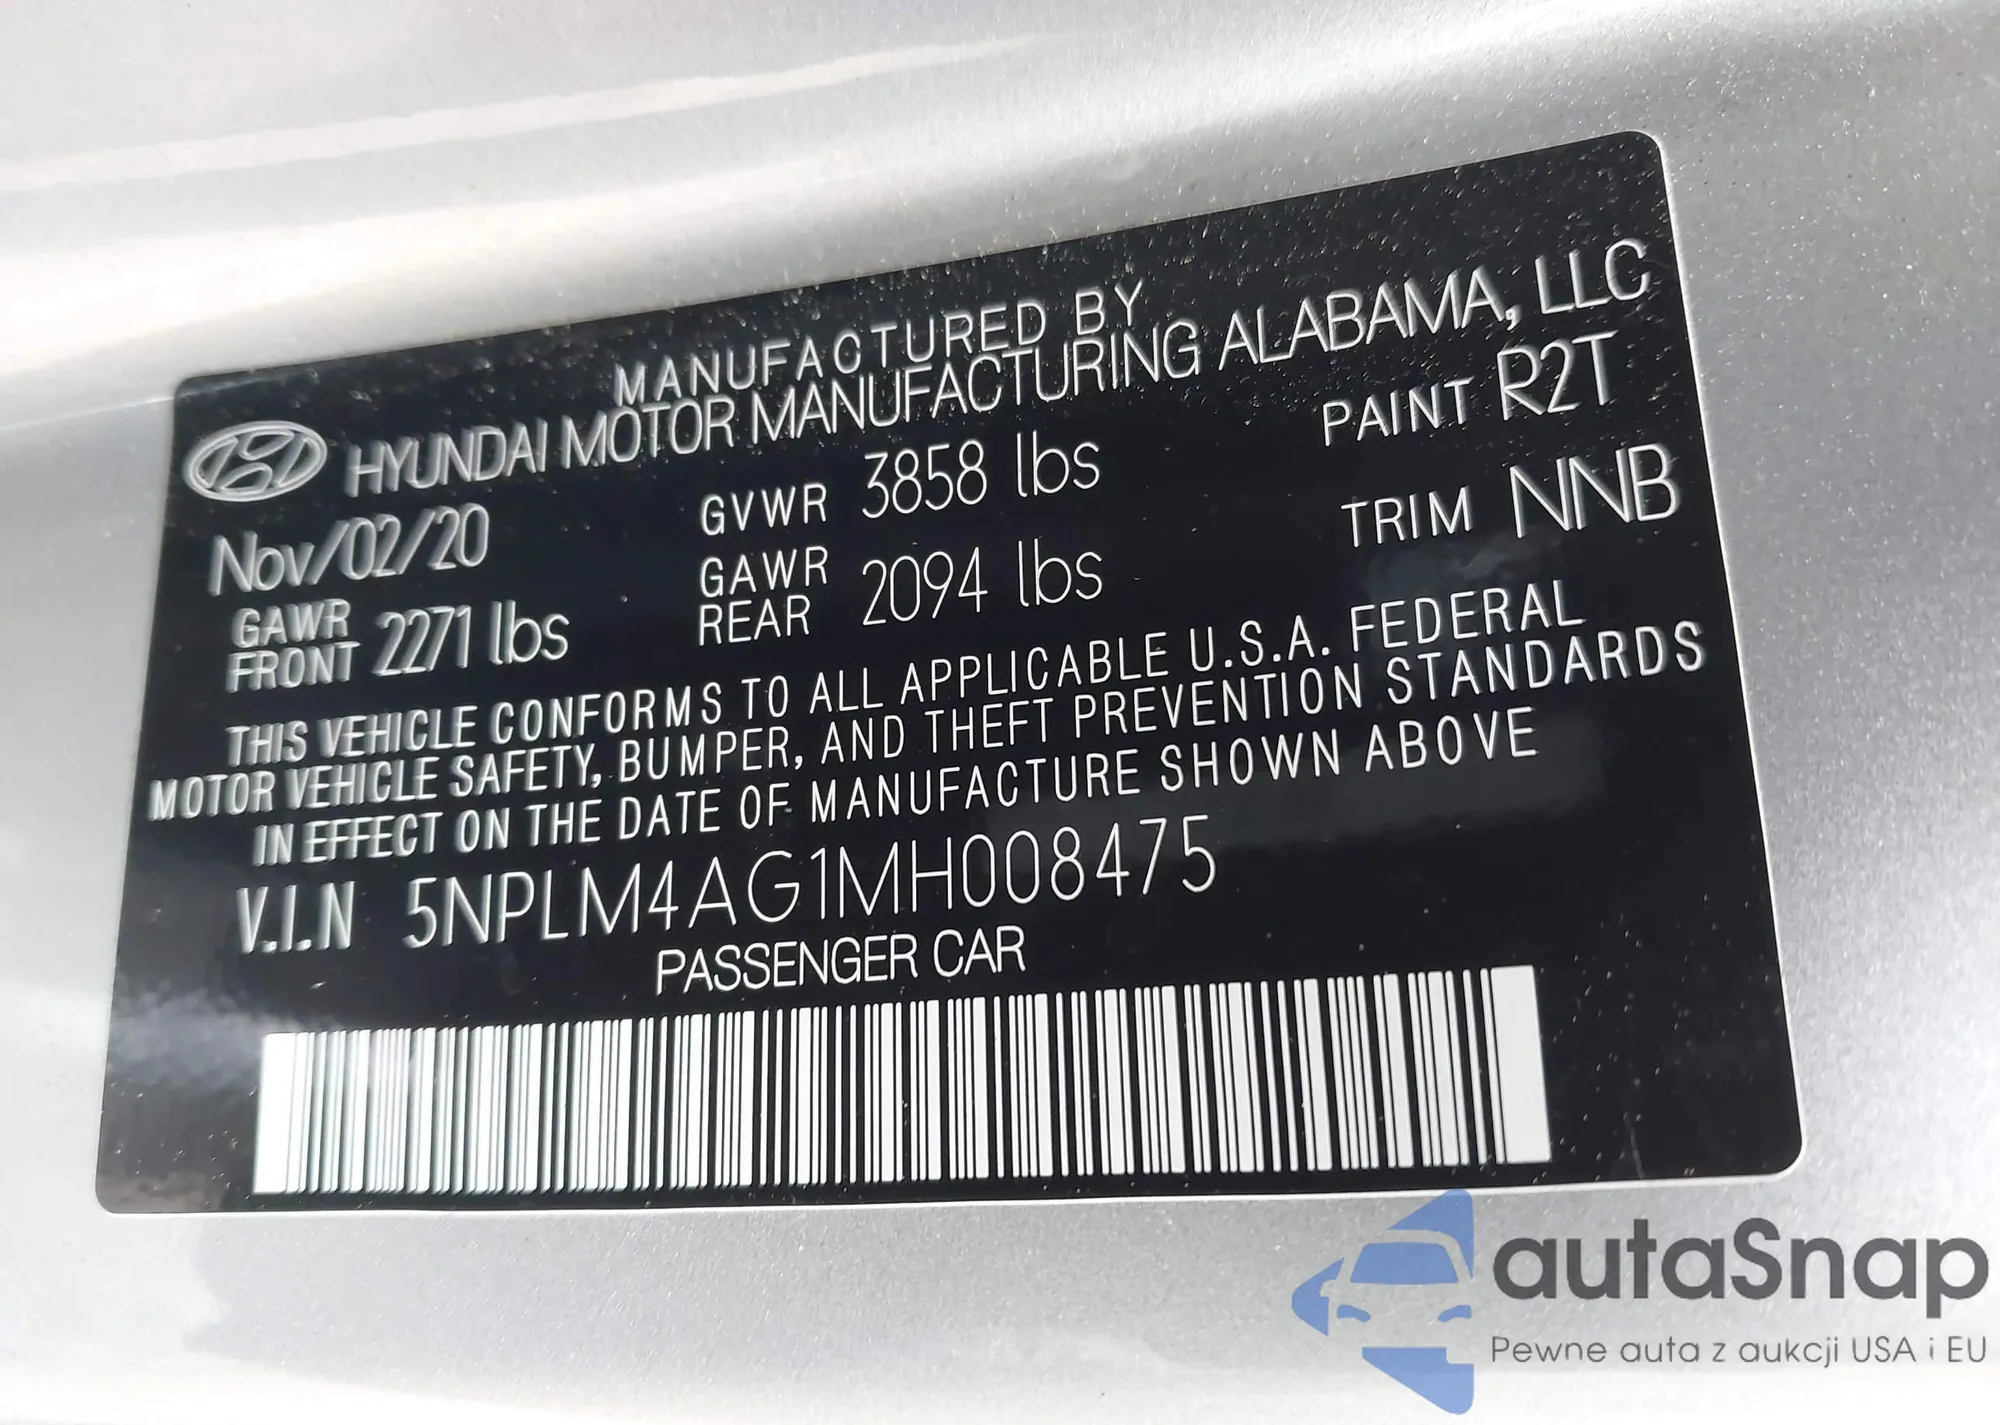 MANUFACTURED BY
HYUNDAI MOTOR MANUFACTURING ALABAMA, LLC
Nov/02/20 GVWR 3858 lbs PAINT R2T
GAWR FRONT 2271 lbs GAWR REAR 2094 lbs TRIM NNB
THIS VEHICLE CONFORMS TO ALL APPLICABLE U.S.A. FEDERAL
MOTOR VEHICLE SAFETY, BUMPER, AND THEFT PREVENTION STANDARDS
IN EFFECT ON THE DATE OF MANUFACTURE SHOWN ABOVE
V.I.N 5NPLM4AG1MH008475
PASSENGER CAR
autaSnap
Pewne auta z aukcji USA i EU